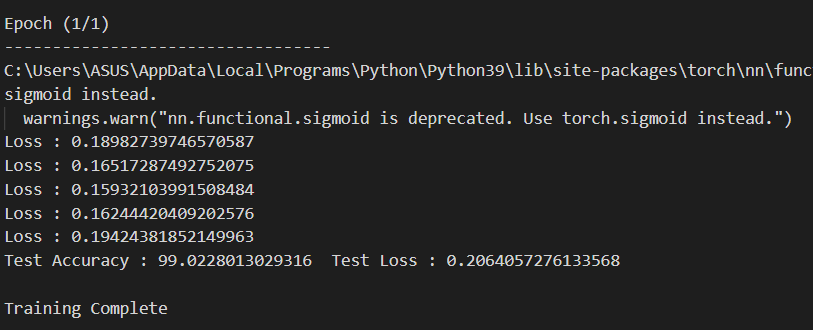 Epoch (1/1)
----------------------------------
C:\Users\ASUS\AppData\Local\Programs\Python\Python39\lib\site-packages\torch\nn\func
sigmoid instead.
  warnings.warn("nn.functional.sigmoid is deprecated. Use torch.sigmoid instead.")
Loss : 0.18982739746570587
Loss : 0.16517287492752075
Loss : 0.15932103991508484
Loss : 0.16244420409202576
Loss : 0.19424381852149963
Test Accuracy : 99.0228013029316  Test Loss : 0.2064057276133568
Training Complete